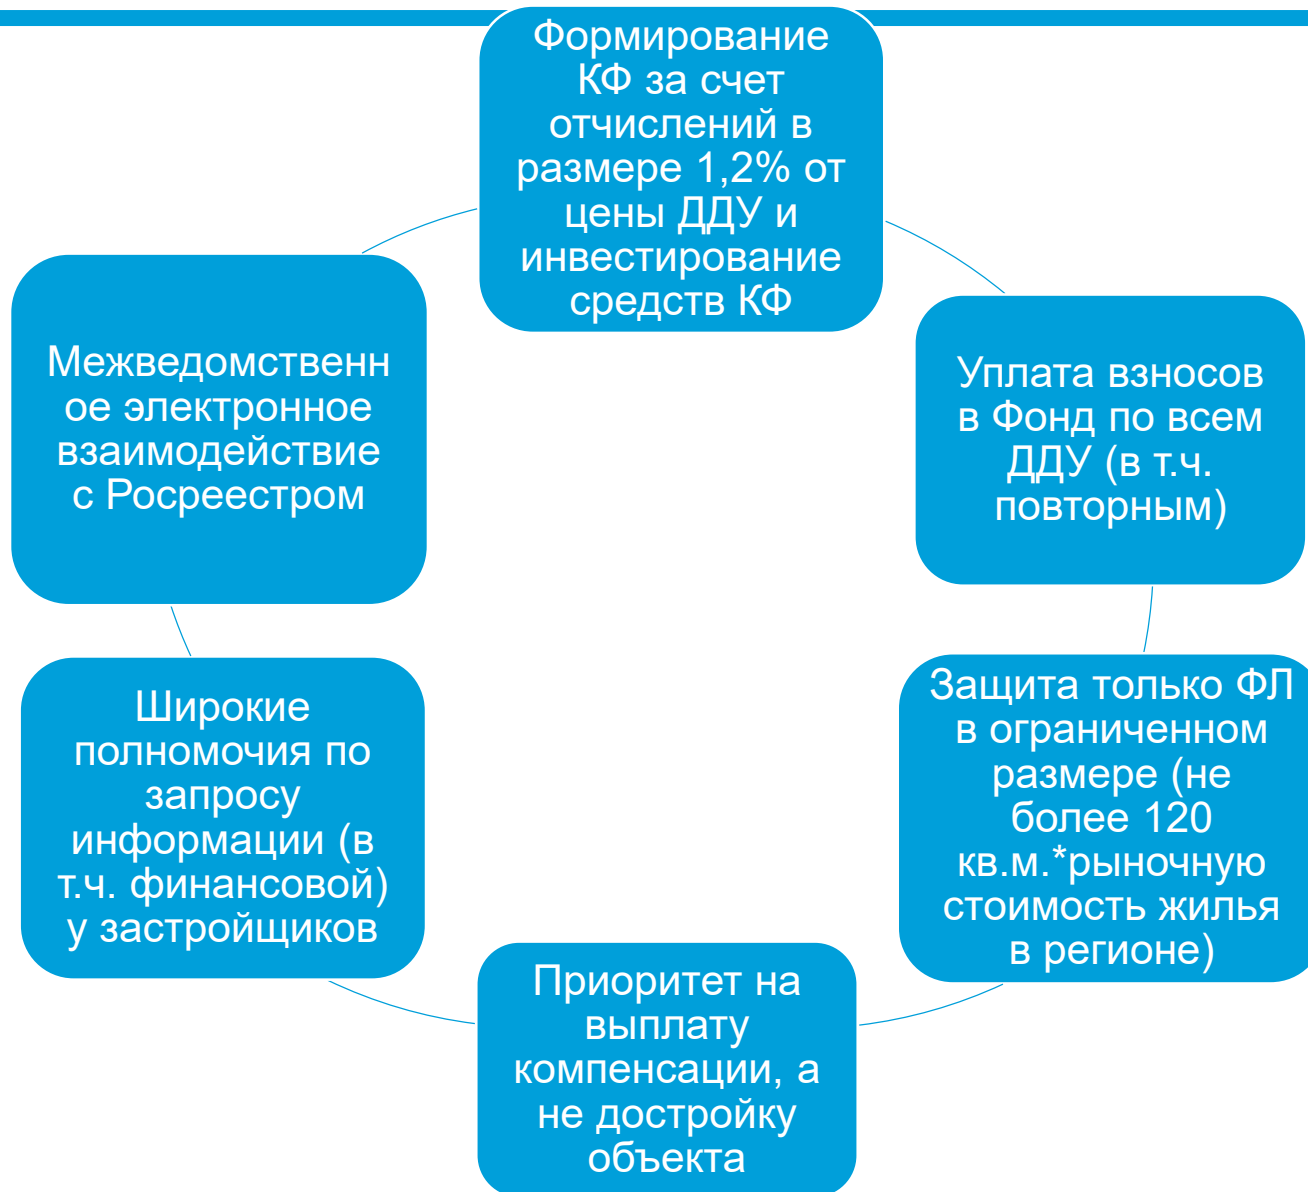 Формирование
КФ за счет
отчислений в
размере 1,2% от
цены ДДУ и
инвестирование
средств КФ
Уплата взносов
в Фонд по всем
ДДУ (в т.ч.
повторным)
Защита только ФЛ
в ограниченном
размере (не
более 120
кв.м.*рыночную
стоимость жилья
в регионе)
Приоритет на
выплату
компенсации, а
не достройку
объекта
Широкие
полномочия по
запросу
информации (в
т.ч. финансовой)
у застройщиков
Межведомственн
ое электронное
взаимодействие
с Росреестром